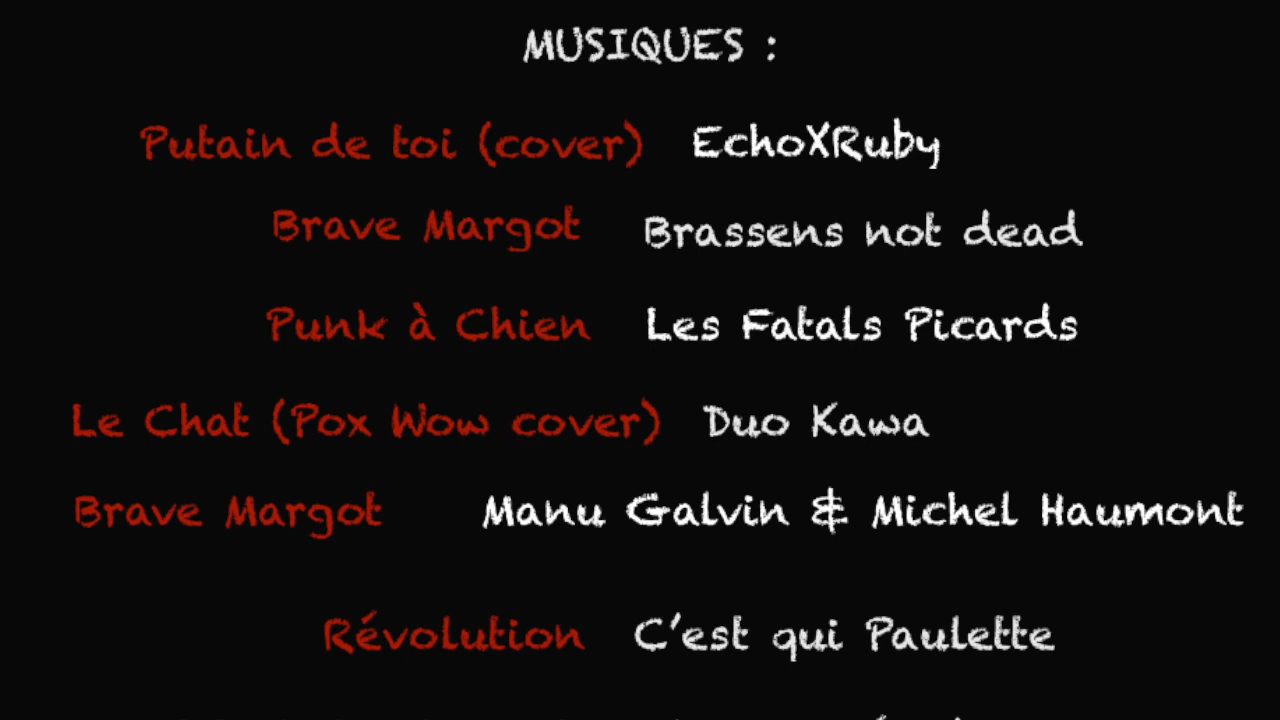 MUSIQUES :
Putain de toi (cover) EchoXRuby
Brave Margot Brassens not dead
Punk à Chien Les Fatals Picards
Le Chat (Pox Wow cover) Duo Kawa
Brave Margot Manu Galvin & Michel Haumont
Révolution C'est qui Paulette